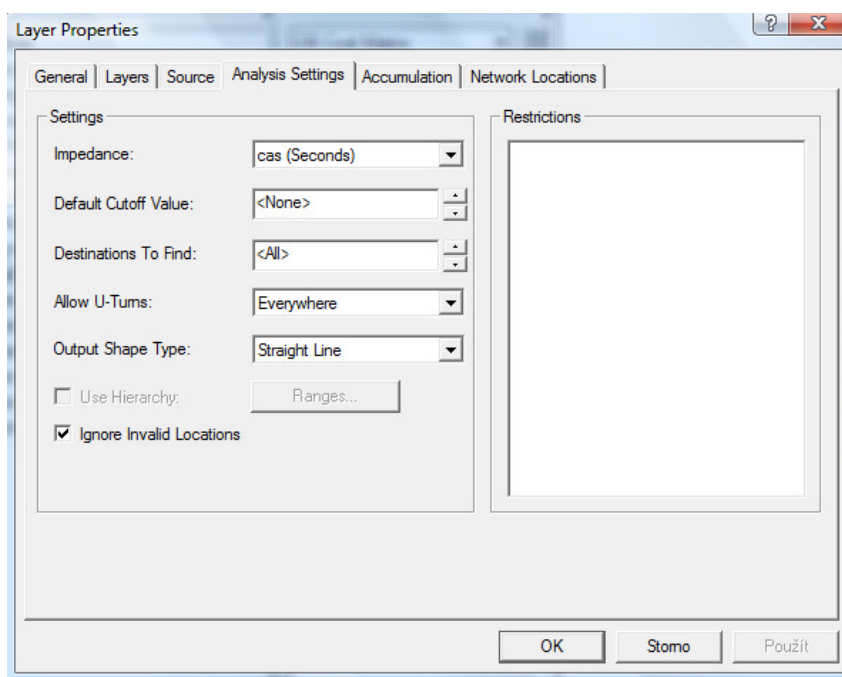 Layer Properties
General Layers Source Analysis Settings Accumulation Network Locations
Settings
Impedance: cas (Seconds)
Default Cutoff Value: <None>
Destinations To Find: <All>
Allow U-Turns: Everywhere
Output Shape Type: Straight Line
Use Hierarchy: Ranges...
Ignore Invalid Locations
Restrictions
OK Storno Použít